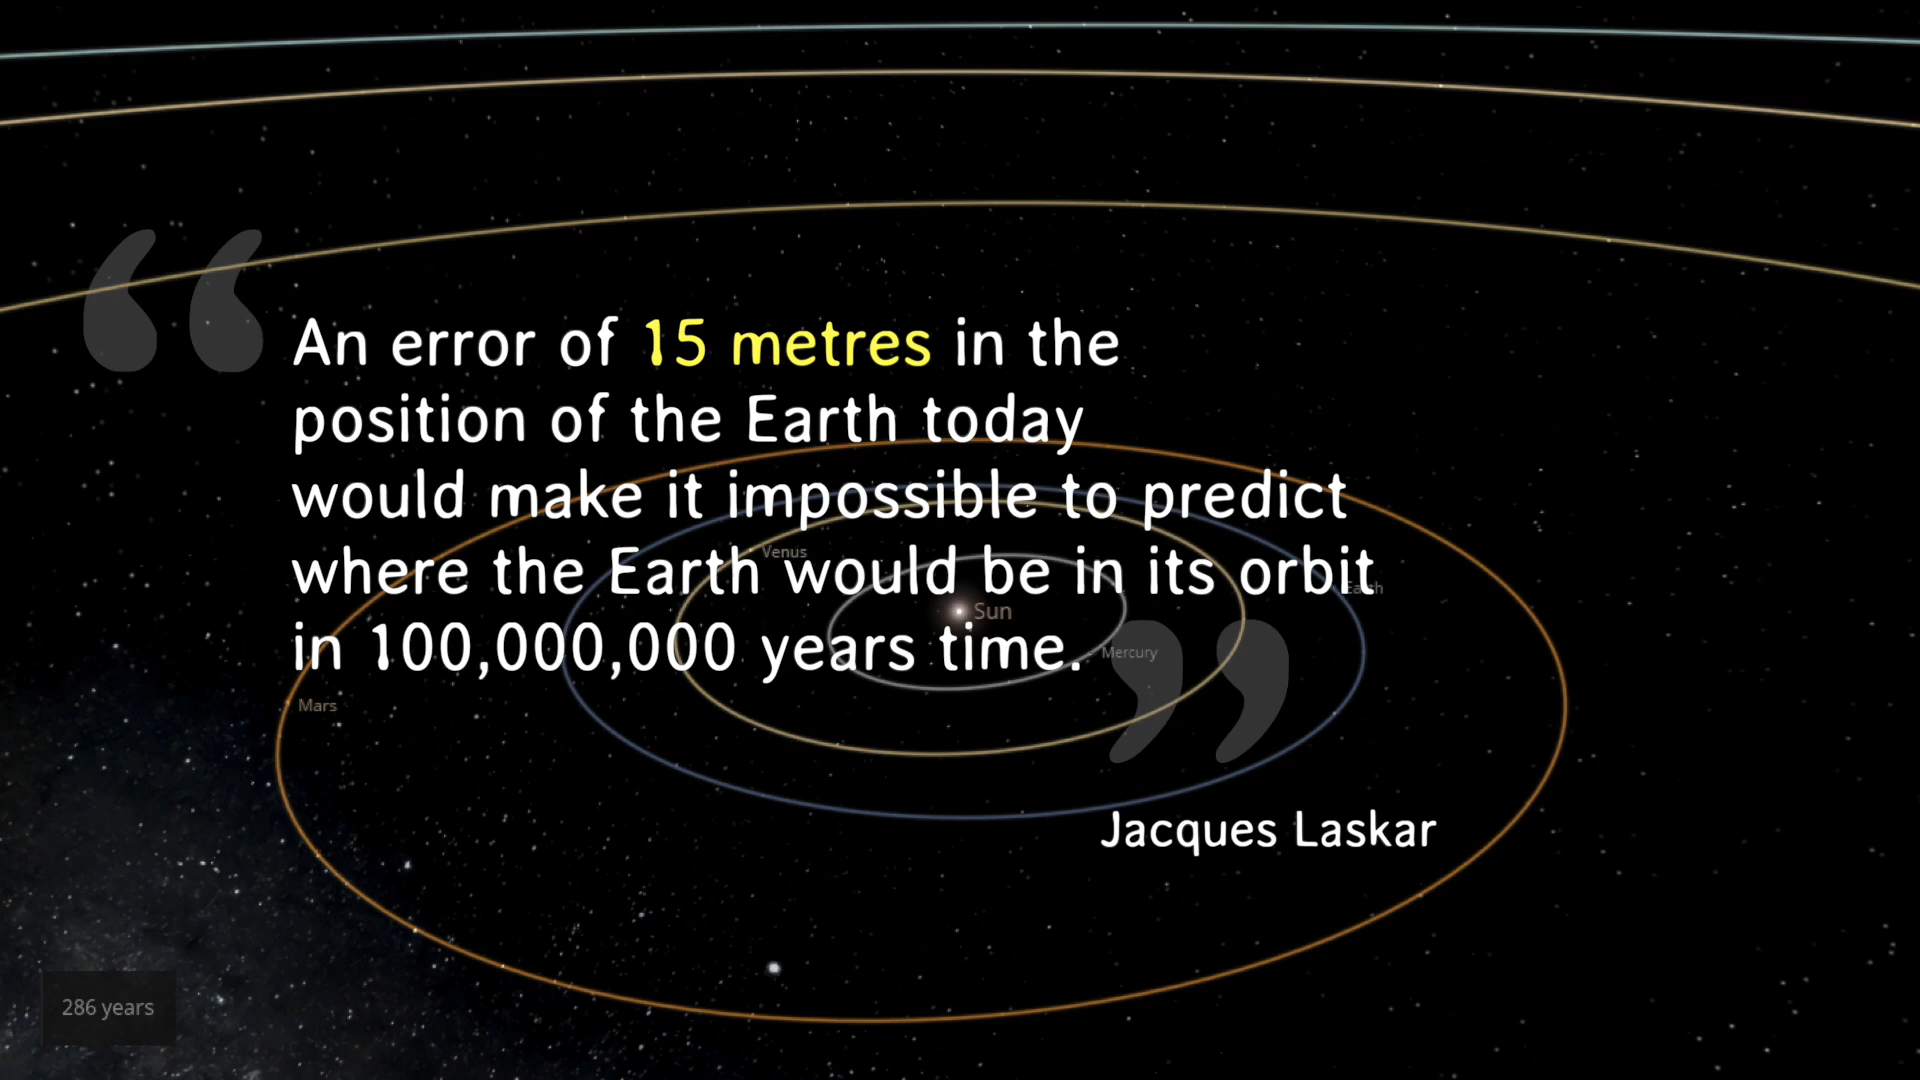 “
An error of 15 metres in the
position of the Earth today
would make it impossible to predict
where the Earth would be in its orbit
in 100,000,000 years time.
”
Venus
Earth
Sun
Mercury
Mars
Jacques Laskar
286 years